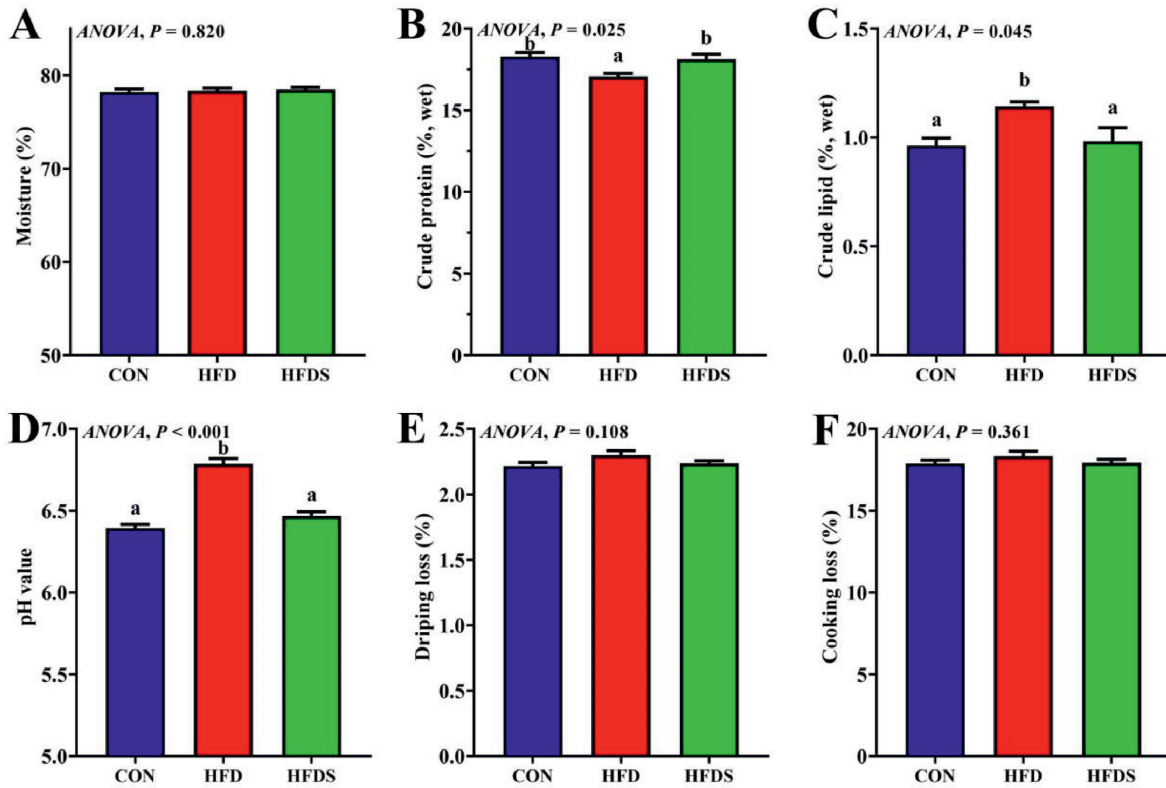 A
ANOVA, P = 0.820
Moisture (%)
80
70
60
50
CON
HFD
HFDS
B
ANOVA, P = 0.025
Crude protein (%, wet)
20
15
10
5
0
b
a
b
CON
HFD
HFDS
C
ANOVA, P = 0.045
Crude lipid (%, wet)
1.5
1.0
0.5
0.0
a
b
a
CON
HFD
HFDS
D
ANOVA, P < 0.001
pH value
7.0
6.5
6.0
5.5
5.0
a
b
a
CON
HFD
HFDS
E
ANOVA, P = 0.108
Driping loss (%)
2.5
2.0
1.5
1.0
0.5
0.0
CON
HFD
HFDS
F
ANOVA, P = 0.361
Cooking loss (%)
20
15
10
5
0
CON
HFD
HFDS